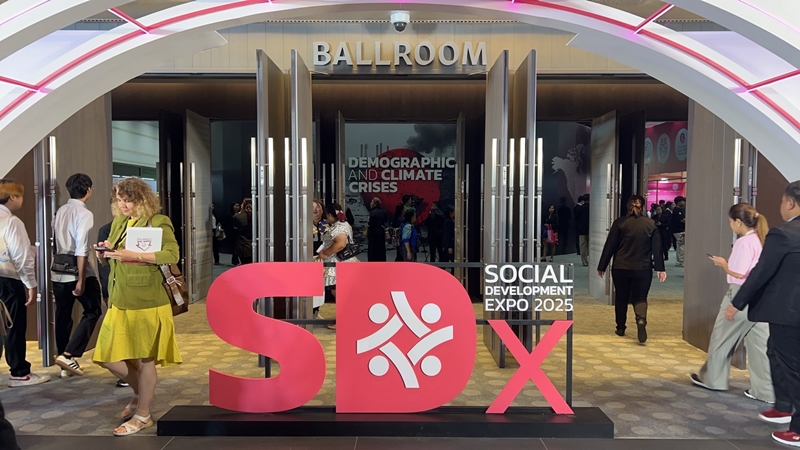 BALLROOM
DEMOGRAPHIC
AND CLIMATE
CRISES
SDx
SOCIAL
DEVELOPMENT
EXPO 2025